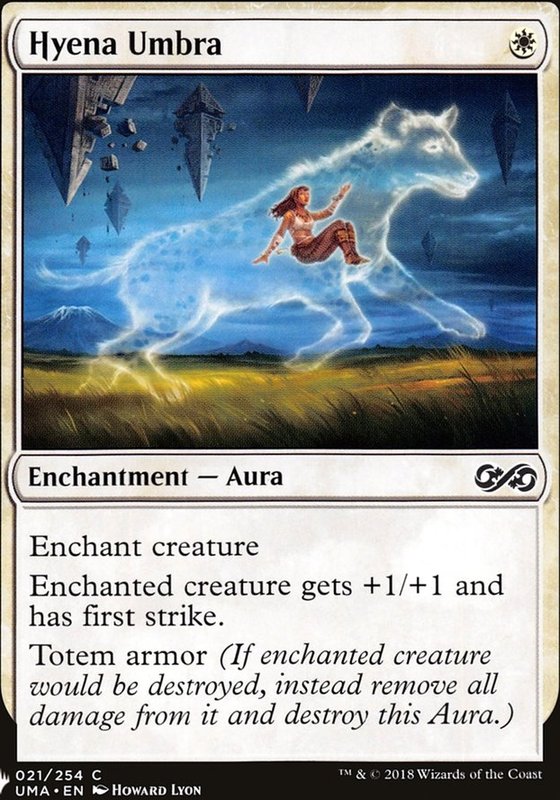 Hyena Umbra
Enchantment — Aura
Enchant creature
Enchanted creature gets +1/+1 and
has first strike.
Totem armor (If enchanted creature
would be destroyed, instead remove all
damage from it and destroy this Aura.)
021/254 C
UMA • EN Howard Lyon
™ & © 2018 Wizards of the Coast